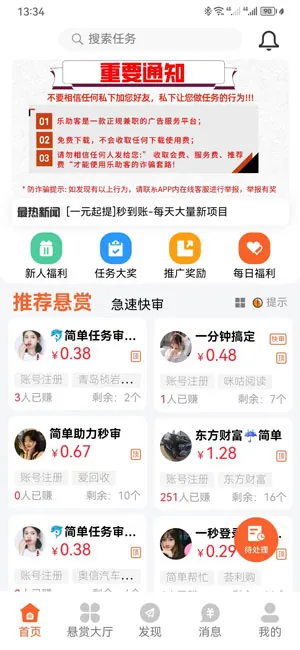 13:34
90
搜索任务
重要通知
不要相信任何私下加您好友，私下让您做任务的行为!!!
01 乐助客是一款正规兼职的广告服务平台；
02 免费下载，不会收取任何下载使用费；
03 请勿相信任何人发给您:” 收取会费、服务费、推荐费 “才能使用乐助客的诈骗套路！
* 防诈骗提示: 如发现有以上行为，请联系APP内在线客服进行举报，举报有奖
最热新闻 [一元起提]秒到账-每天大量新项目
新人福利 任务大奖 推广奖励 每日福利
推荐悬赏 急速快审 提示
简单任务审...
¥0.38 顶
账号注册 青岛祯岩...
3人已赚 剩余：2个
一分钟搞定 快审
¥0.48 顶
账号注册 咪咕阅读
1人已赚 剩余：7个
简单助力秒审
¥0.67 顶
账号注册 爱回收
0人已赚 剩余：10个
东方财富☔简单
¥1.28 顶
账号注册 东方财富
251人已赚 剩余：16个
简单任务审...
¥0.38 顶
账号注册 奥信汽车...
一秒登录
¥0.29
简单帮忙 荟利购
待处理
首页 悬赏大厅 发现 消息 我的